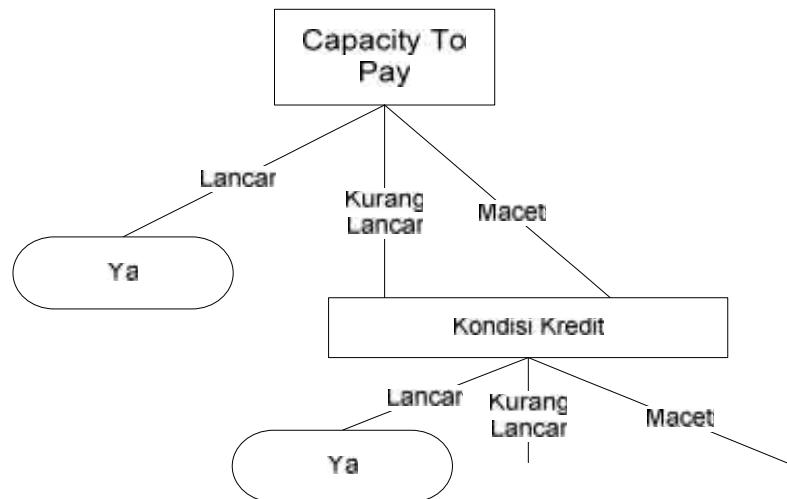 Capacity To
Pay
Lancar
Kurang
Lancar
Macet
Ya
Kondisi Kredit
Lancar
Kurang
Lancar
Macet
Ya